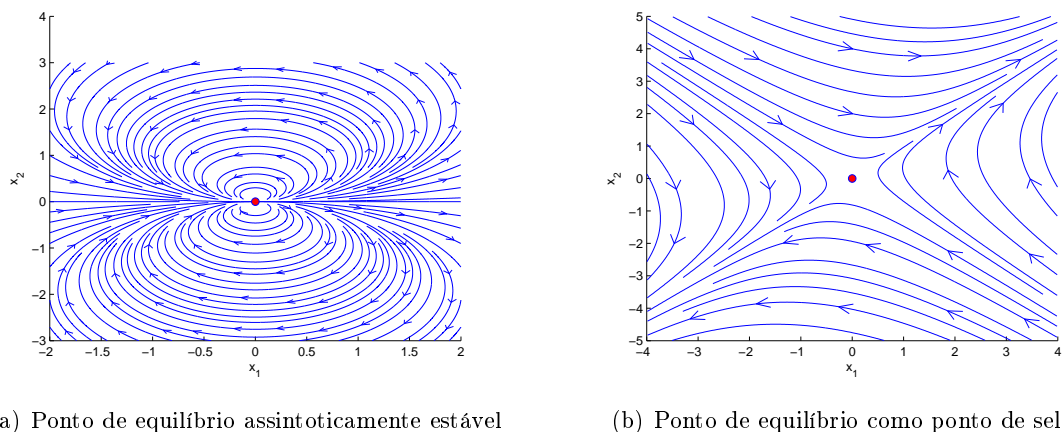 4
3
2
1
0
−1
−2
−3
−2 −1.5 −1 −0.5 0 0.5 1 1.5 2
x1
x2
5
4
3
2
1
0
−1
−2
−3
−4
−5
−4 −3 −2 −1 0 1 2 3 4
x1
x2
a) Ponto de equilíbrio assintoticamente estável
(b) Ponto de equilíbrio como ponto de sel